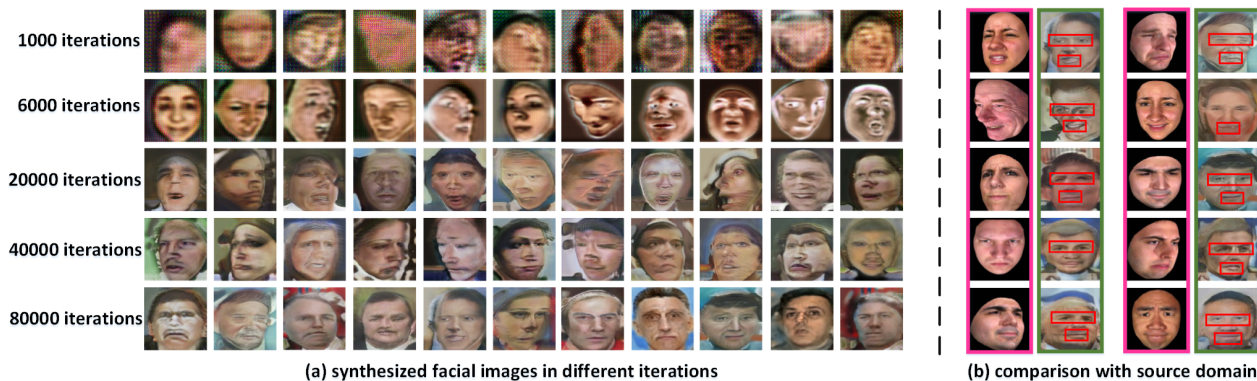 1000 iterations
6000 iterations
20000 iterations
40000 iterations
80000 iterations
(a) synthesized facial images in different iterations
(b) comparison with source domain